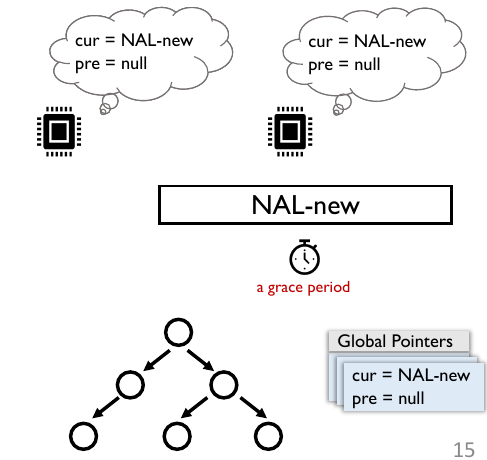 cur = NAL-new
pre = null
cur = NAL-new
pre = null
NAL-new
a grace period
Global Pointers
cur = NAL-new
pre = null
15